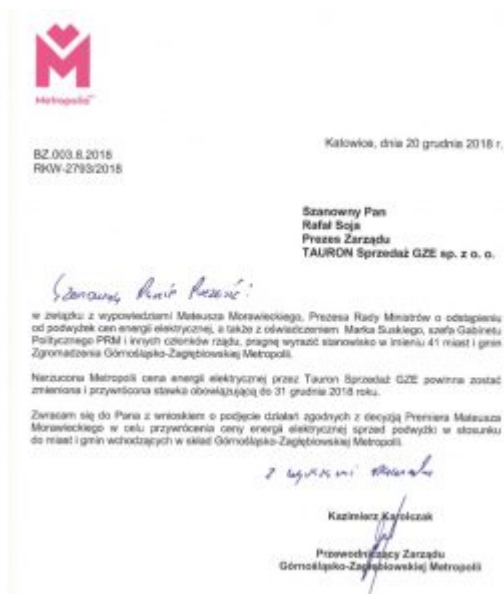 Metropolia
Katowice, dnia 20 grudnia 2018 r.
BZ.003.8.2018
RKW-2793/2018
Szanowny Pan
Rafał Soja
Prezes Zarządu
TAURON Sprzedaż GZE sp. z o. o.
Szanowny Panie Prezesie!
w związku z wypowiedziami Mateusza Morawieckiego, Prezesa Rady Ministrów o odstąpieniu
od podwyżek cen energii elektrycznej, a także z oświadczeniem Marka Suskiego, szefa Gabinetu
Politycznego PRM i innych członków rządu, pragnę wyrazić stanowisko w imieniu 41 miast i gmin
Zgromadzenia Górnośląsko-Zagłębiowskiej Metropolii.
Narzucona Metropolii cena energii elektrycznej przez Tauron Sprzedaż GZE powinna zostać
zmieniona i przywrócona stawka obowiązująca do 31 grudnia 2018 roku.
Zwracam się do Pana z wnioskiem o podjęcie działań zgodnych z decyzją Premiera Mateusza
Morawieckiego w celu przywrócenia ceny energii elektrycznej sprzed podwyżki w stosunku
do miast i gmin wchodzących w skład Górnośląsko-Zagłębiowskiej Metropolii.
Z wyrazami
Kazimierz Karolczak
Przewodniczący Zarządu
Górnośląsko-Zagłębiowskiej Metropolii